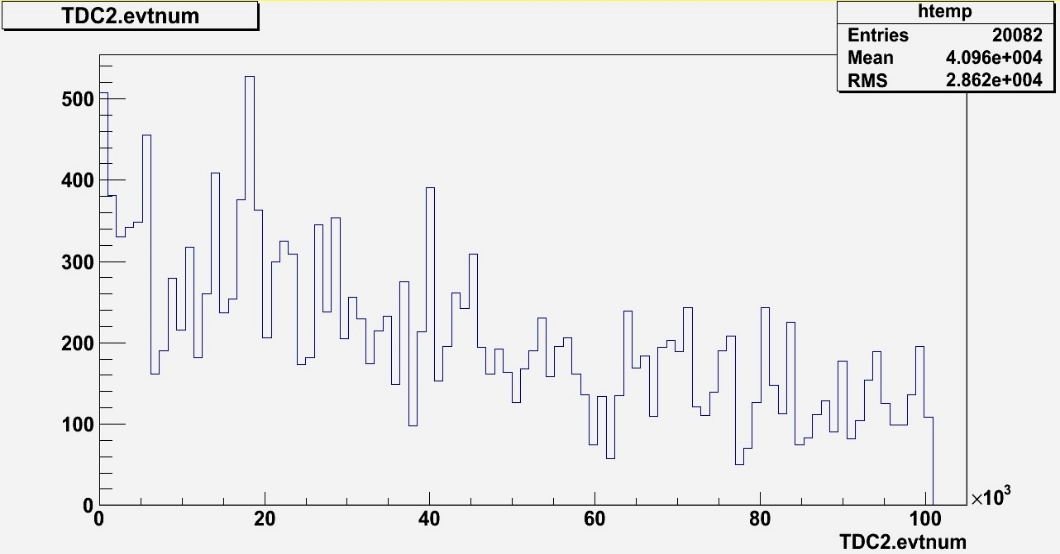 TDC2.evtnum
htemp
Entries 20082
Mean 4.096e+004
RMS 2.862e+004
500
400
300
200
100
0
0 20 40 60 80 100 ×10³
TDC2.evtnum